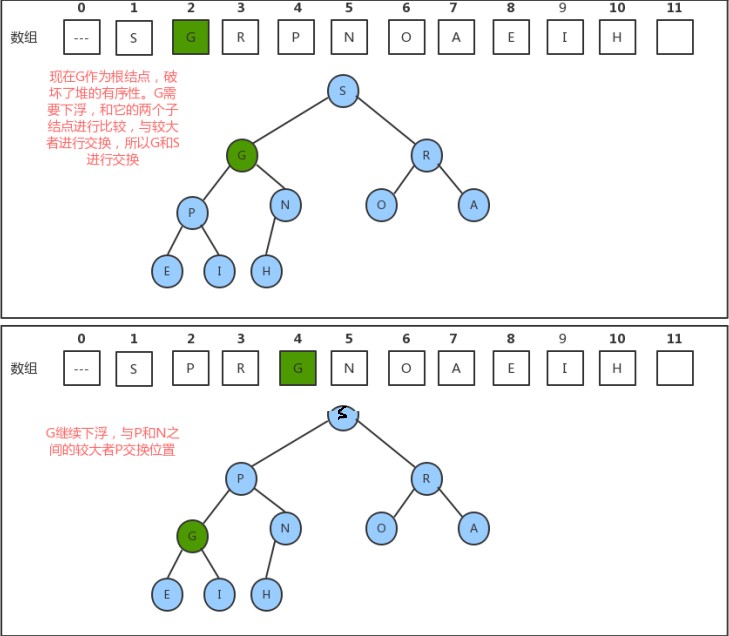 0 1 2 3 4 5 6 7 8 9 10 11
数组 --- S G R P N O A E I H
现在G作为根结点，破
坏了堆的有序性。G需
要下浮，和它的两个子
结点进行比较，与较大
者进行交换，所以G和S
进行交换
S
G R
P N O A
E I H
0 1 2 3 4 5 6 7 8 9 10 11
数组 --- S P R G N O A E I H
G继续下浮，与P和N之
间的较大者P交换位置
S
P R
G N O A
E I H